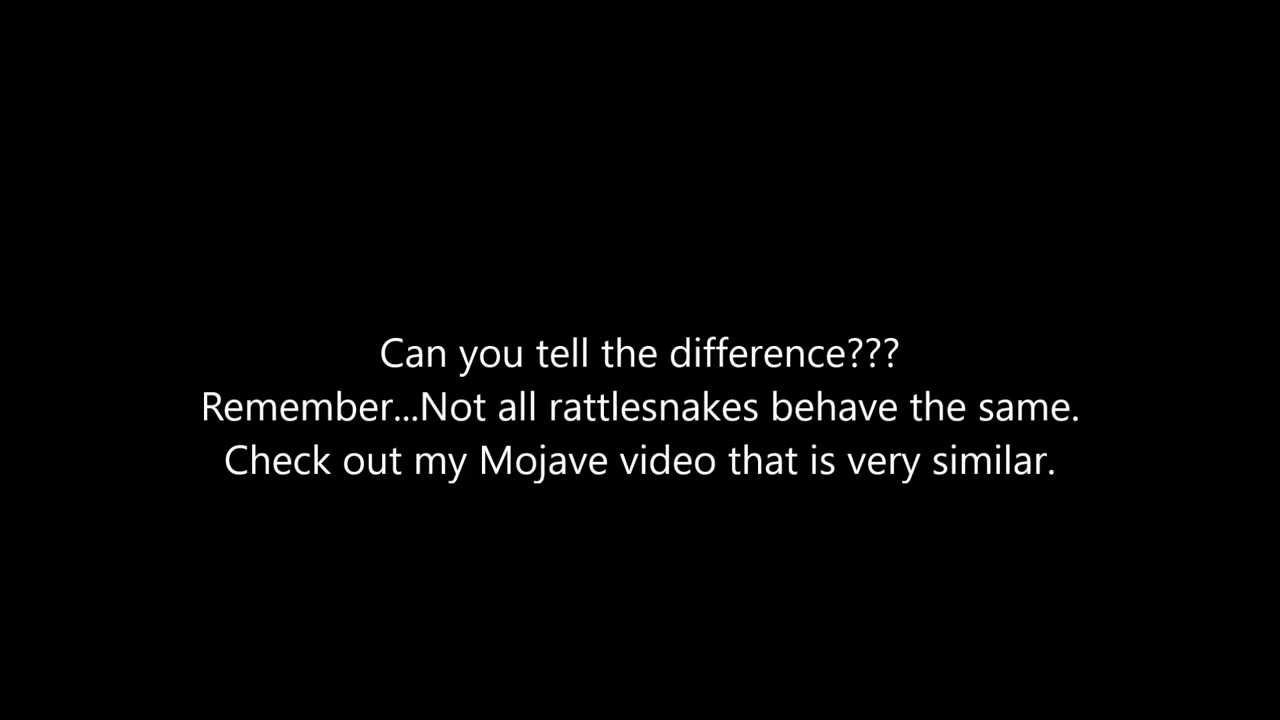 Can you tell the difference???
Remember...Not all rattlesnakes behave the same.
Check out my Mojave video that is very similar.